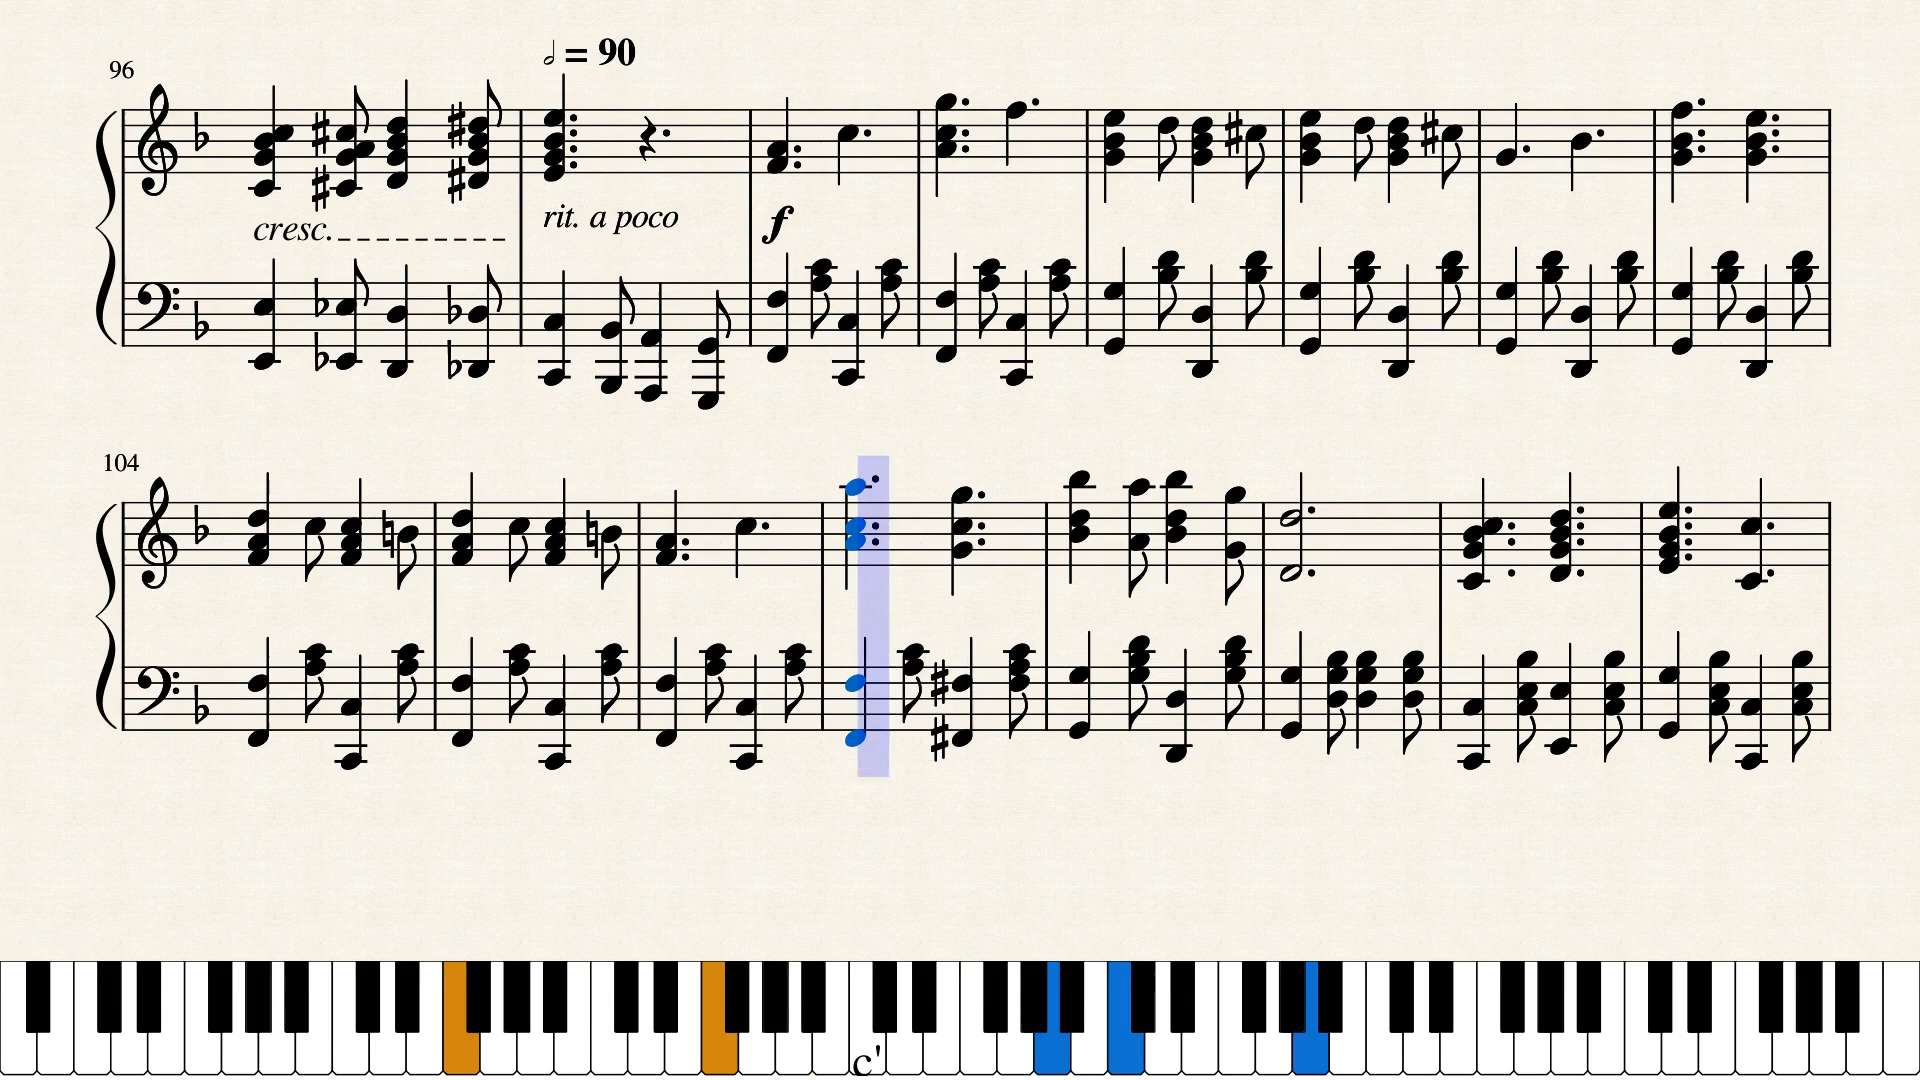 96
𝅗𝅥 = 90
cresc.
rit. a poco
f
104
c'